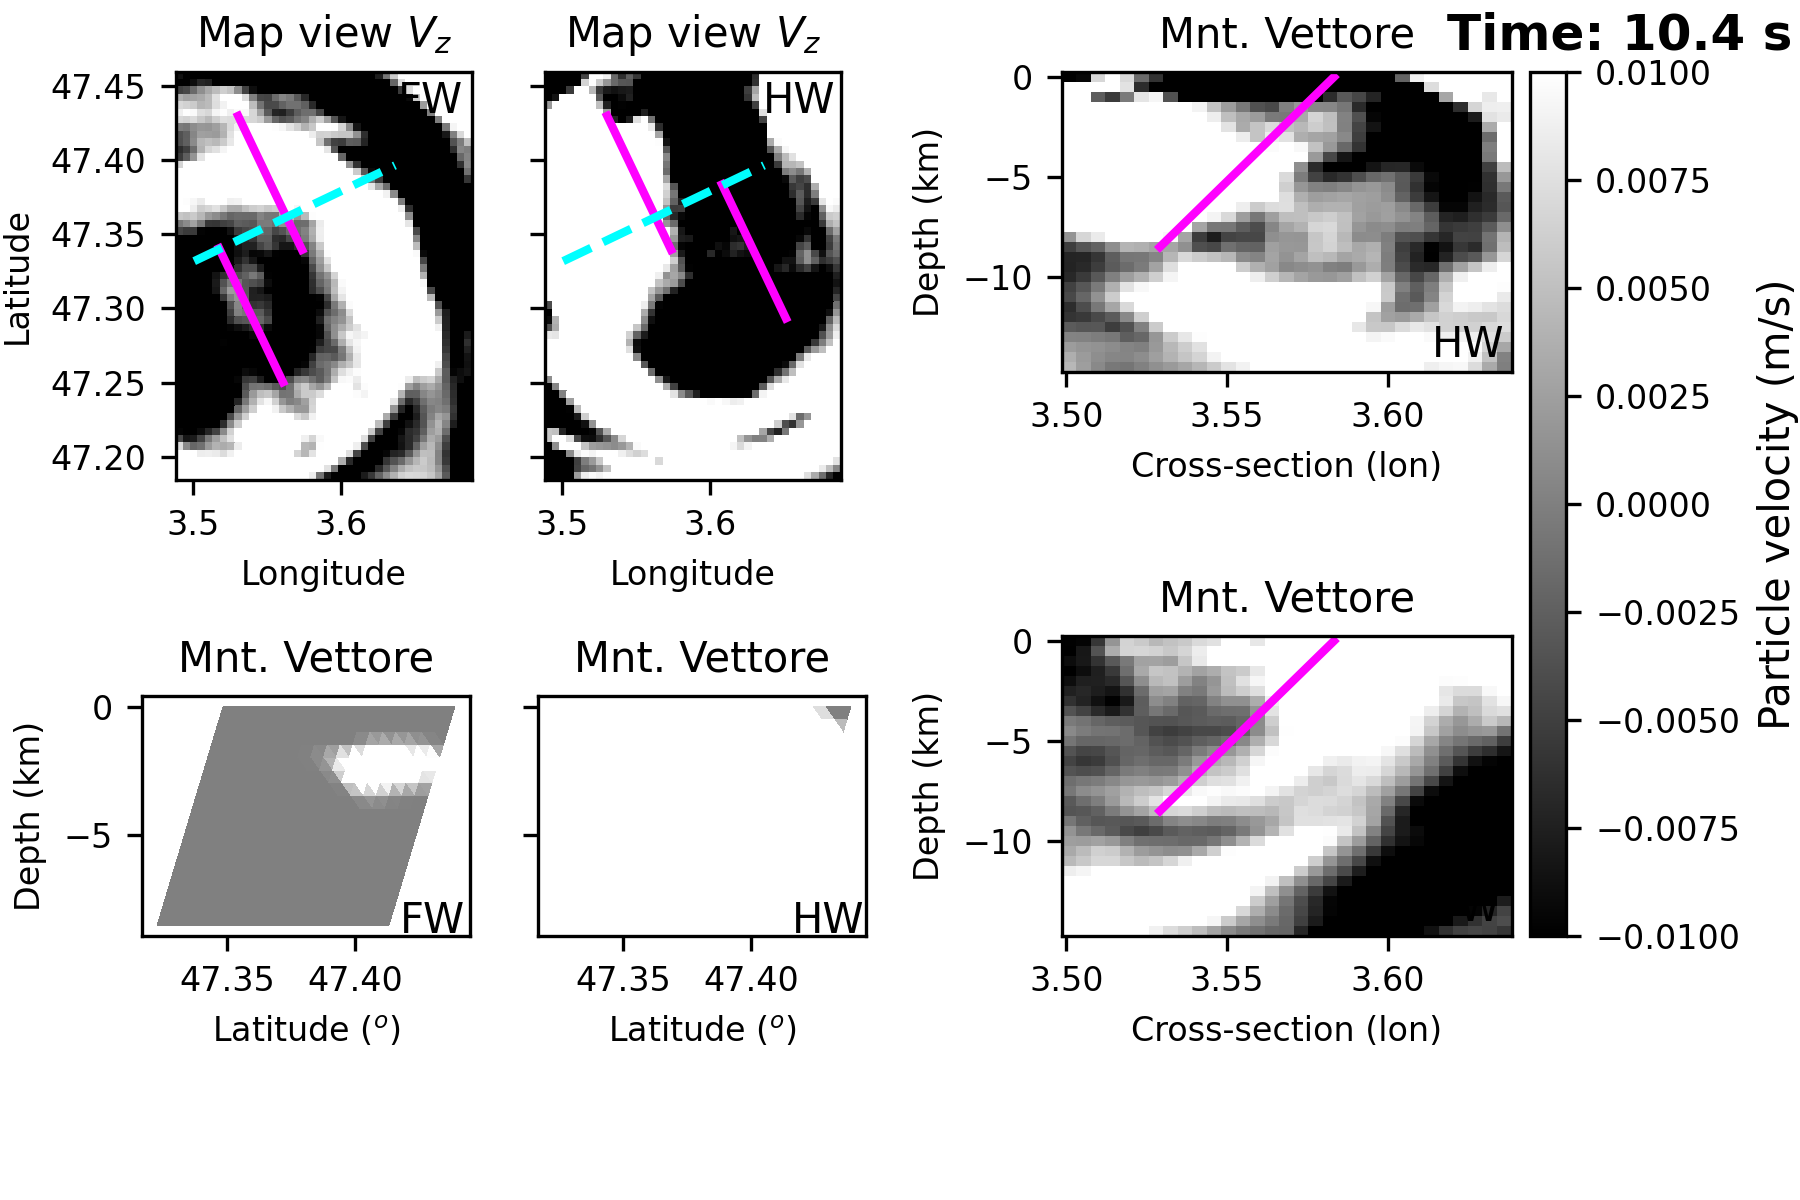 Map view Vz
Map view Vz
Mnt. Vettore
Time: 10.4 s
47.45
47.40
47.35
47.30
47.25
47.20
Latitude
FW
3.5
3.6
Longitude
HW
3.5
3.6
Longitude
0
−5
−10
Depth (km)
HW
3.50
3.55
3.60
Cross-section (lon)
0.0100
0.0075
0.0050
0.0025
0.0000
−0.0025
−0.0050
−0.0075
−0.0100
Particle velocity (m/s)
Mnt. Vettore
0
−5
Depth (km)
FW
47.35
47.40
Latitude (o)
Mnt. Vettore
HW
47.35
47.40
Latitude (o)
Mnt. Vettore
0
−5
−10
Depth (km)
3.50
3.55
3.60
Cross-section (lon)